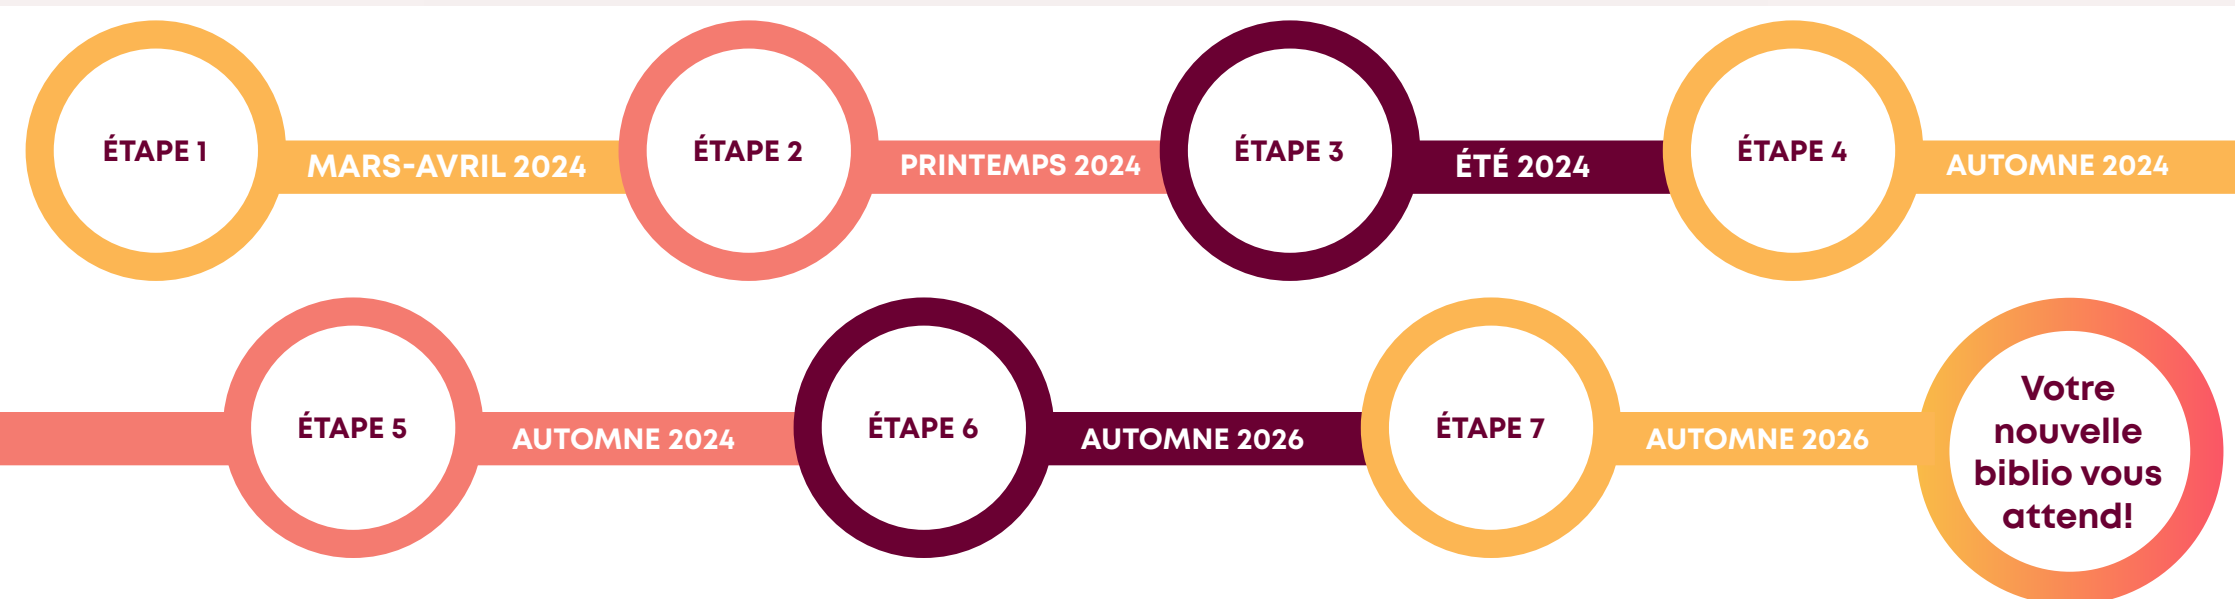 ÉTAPE 1
MARS-AVRIL 2024
ÉTAPE 2
PRINTEMPS 2024
ÉTAPE 3
ÉTÉ 2024
ÉTAPE 4
AUTOMNE 2024
ÉTAPE 5
AUTOMNE 2024
ÉTAPE 6
AUTOMNE 2026
ÉTAPE 7
AUTOMNE 2026
Votre
nouvelle
biblio vous
attend!